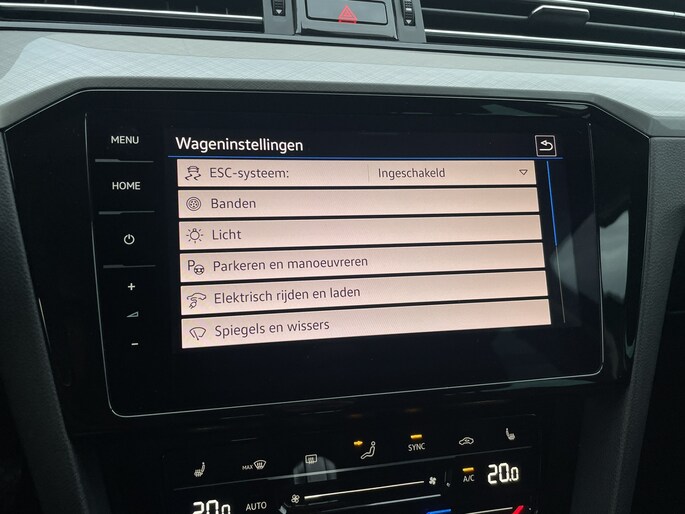 Wageninstellingen
MENU
HOME
ESC-systeem: Ingeschakeld
Banden
Licht
Parkeren en manoeuvreren
Elektrisch rijden en laden
Spiegels en wissers
+
-
MAX
SYNC
A/C
20.0
20.0
AUTO